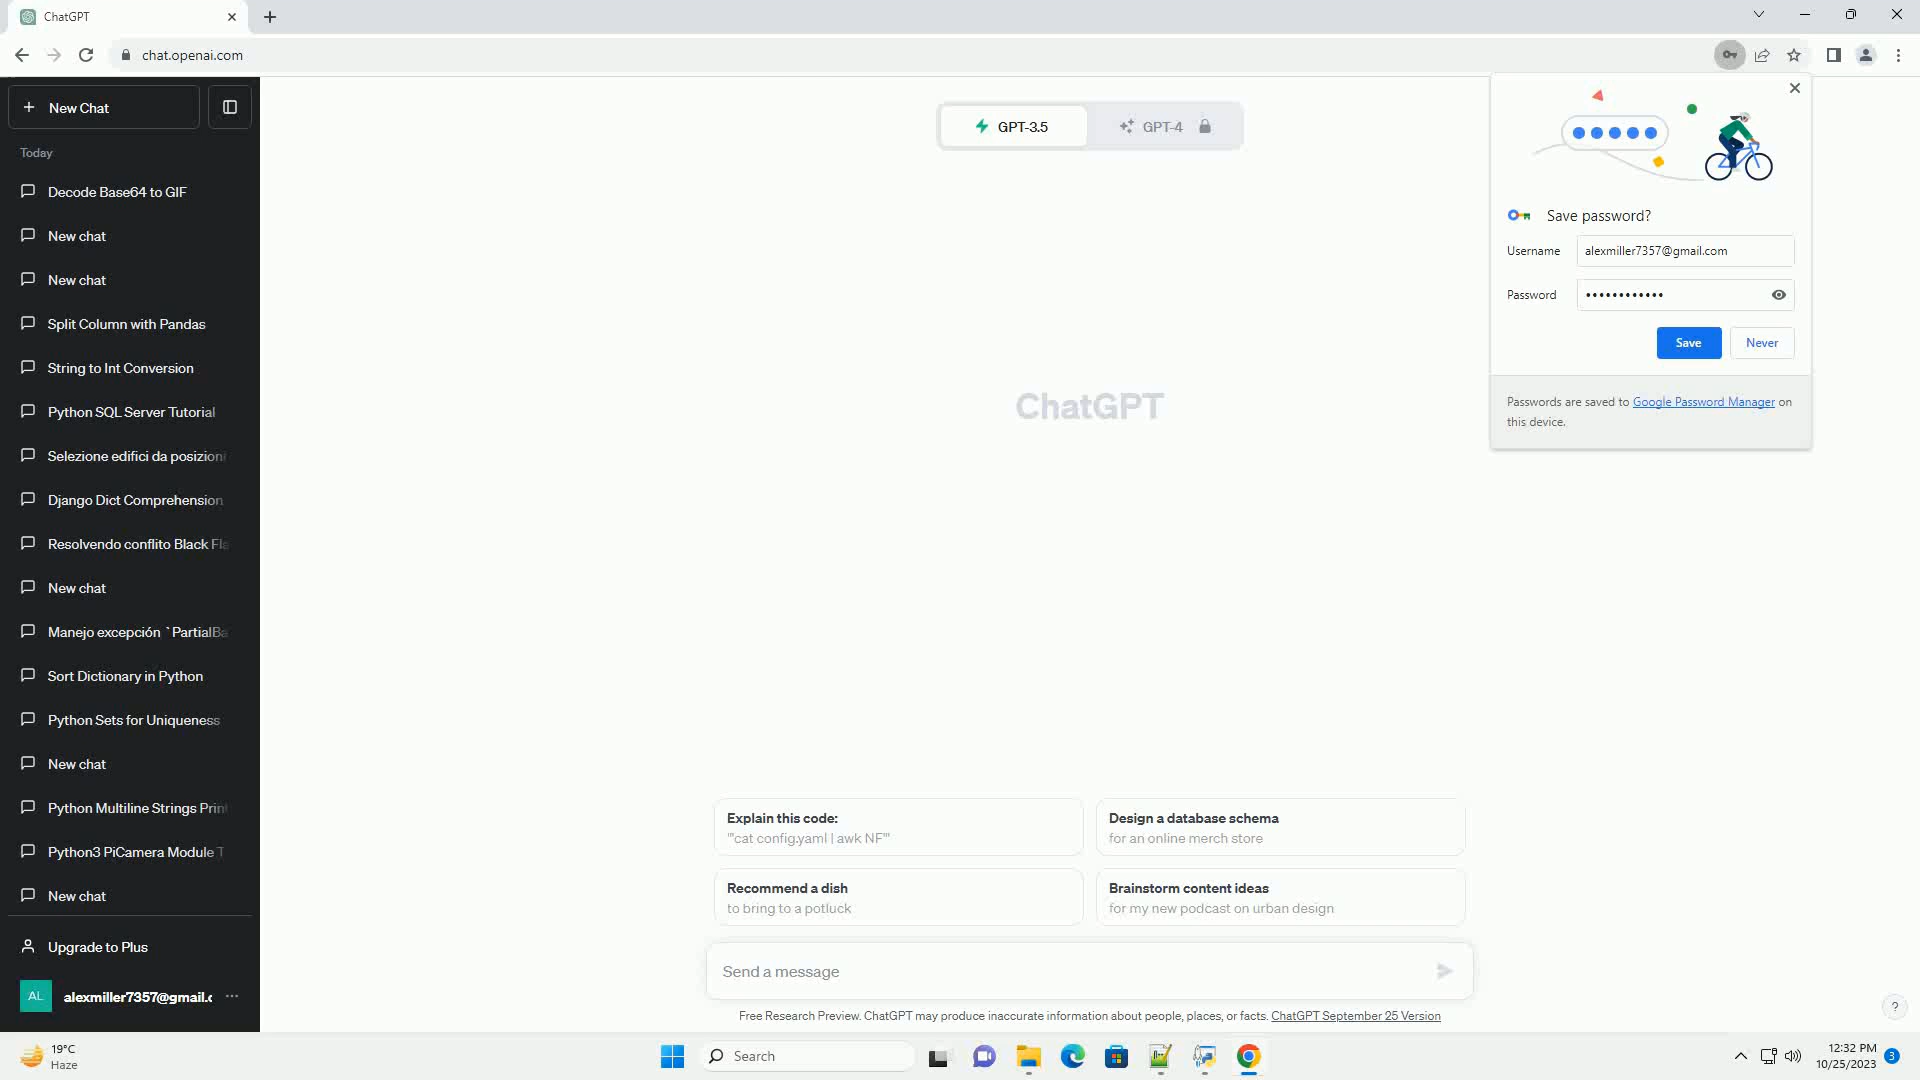 ChatGPT
chat.openai.com
New Chat
Today
Decode Base64 to GIF
New chat
New chat
Split Column with Pandas
String to Int Conversion
Python SQL Server Tutorial
Selezione edifici da posizioni
Django Dict Comprehension
Resolvendo conflito Black Fla
New chat
Manejo excepción `PartialBa
Sort Dictionary in Python
Python Sets for Uniqueness
New chat
Python Multiline Strings Print
Python3 PiCamera Module T
New chat
Upgrade to Plus
AL
alexmiller7357@gmail.c
GPT-3.5
GPT-4
ChatGPT
Explain this code:
"'cat config.yaml | awk NF'"
Design a database schema
for an online merch store
Recommend a dish
to bring to a potluck
Brainstorm content ideas
for my new podcast on urban design
Send a message
Free Research Preview. ChatGPT may produce inaccurate information about people, places, or facts. ChatGPT September 25 Version
?
Save password?
Username
alexmiller7357@gmail.com
Password
••••••••••••
Save
Never
Passwords are saved to Google Password Manager on
this device.
19°C
Haze
Search
12:32 PM
10/25/2023
3